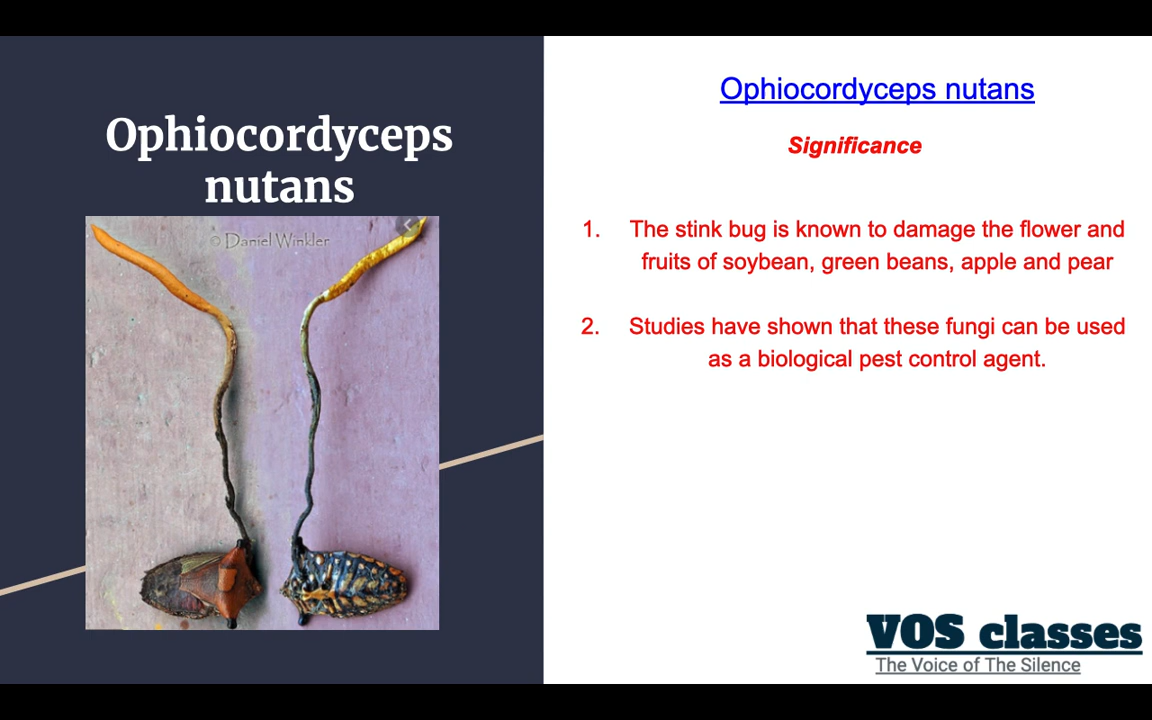 Ophiocordyceps
nutans
© Daniel Winkler
Ophiocordyceps nutans
Significance
1. The stink bug is known to damage the flower and
fruits of soybean, green beans, apple and pear
2. Studies have shown that these fungi can be used
as a biological pest control agent.
VOS classes
The Voice of The Silence